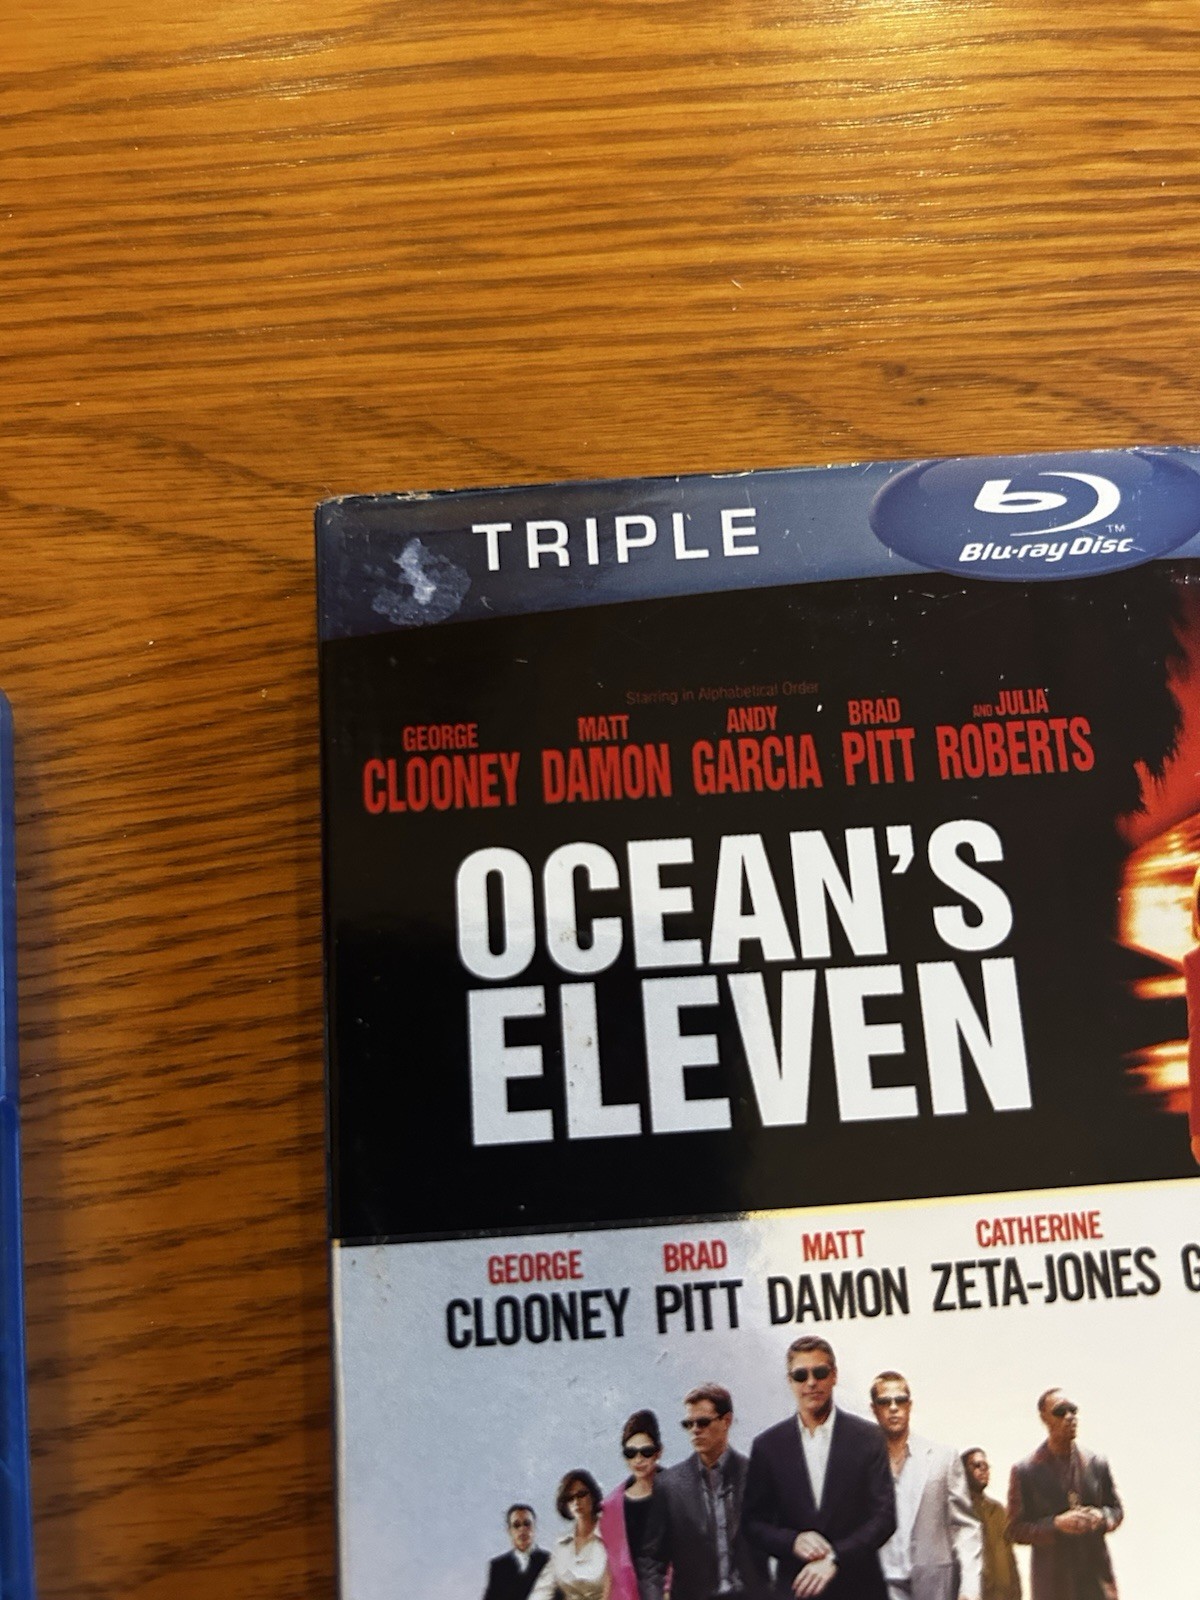 TRIPLE
b
Blu-ray Disc™
Starring in Alphabetical Order
GEORGE CLOONEY MATT DAMON ANDY GARCIA BRAD PITT AND JULIA ROBERTS
OCEAN'S
ELEVEN
GEORGE CLOONEY BRAD PITT MATT DAMON CATHERINE ZETA-JONES G